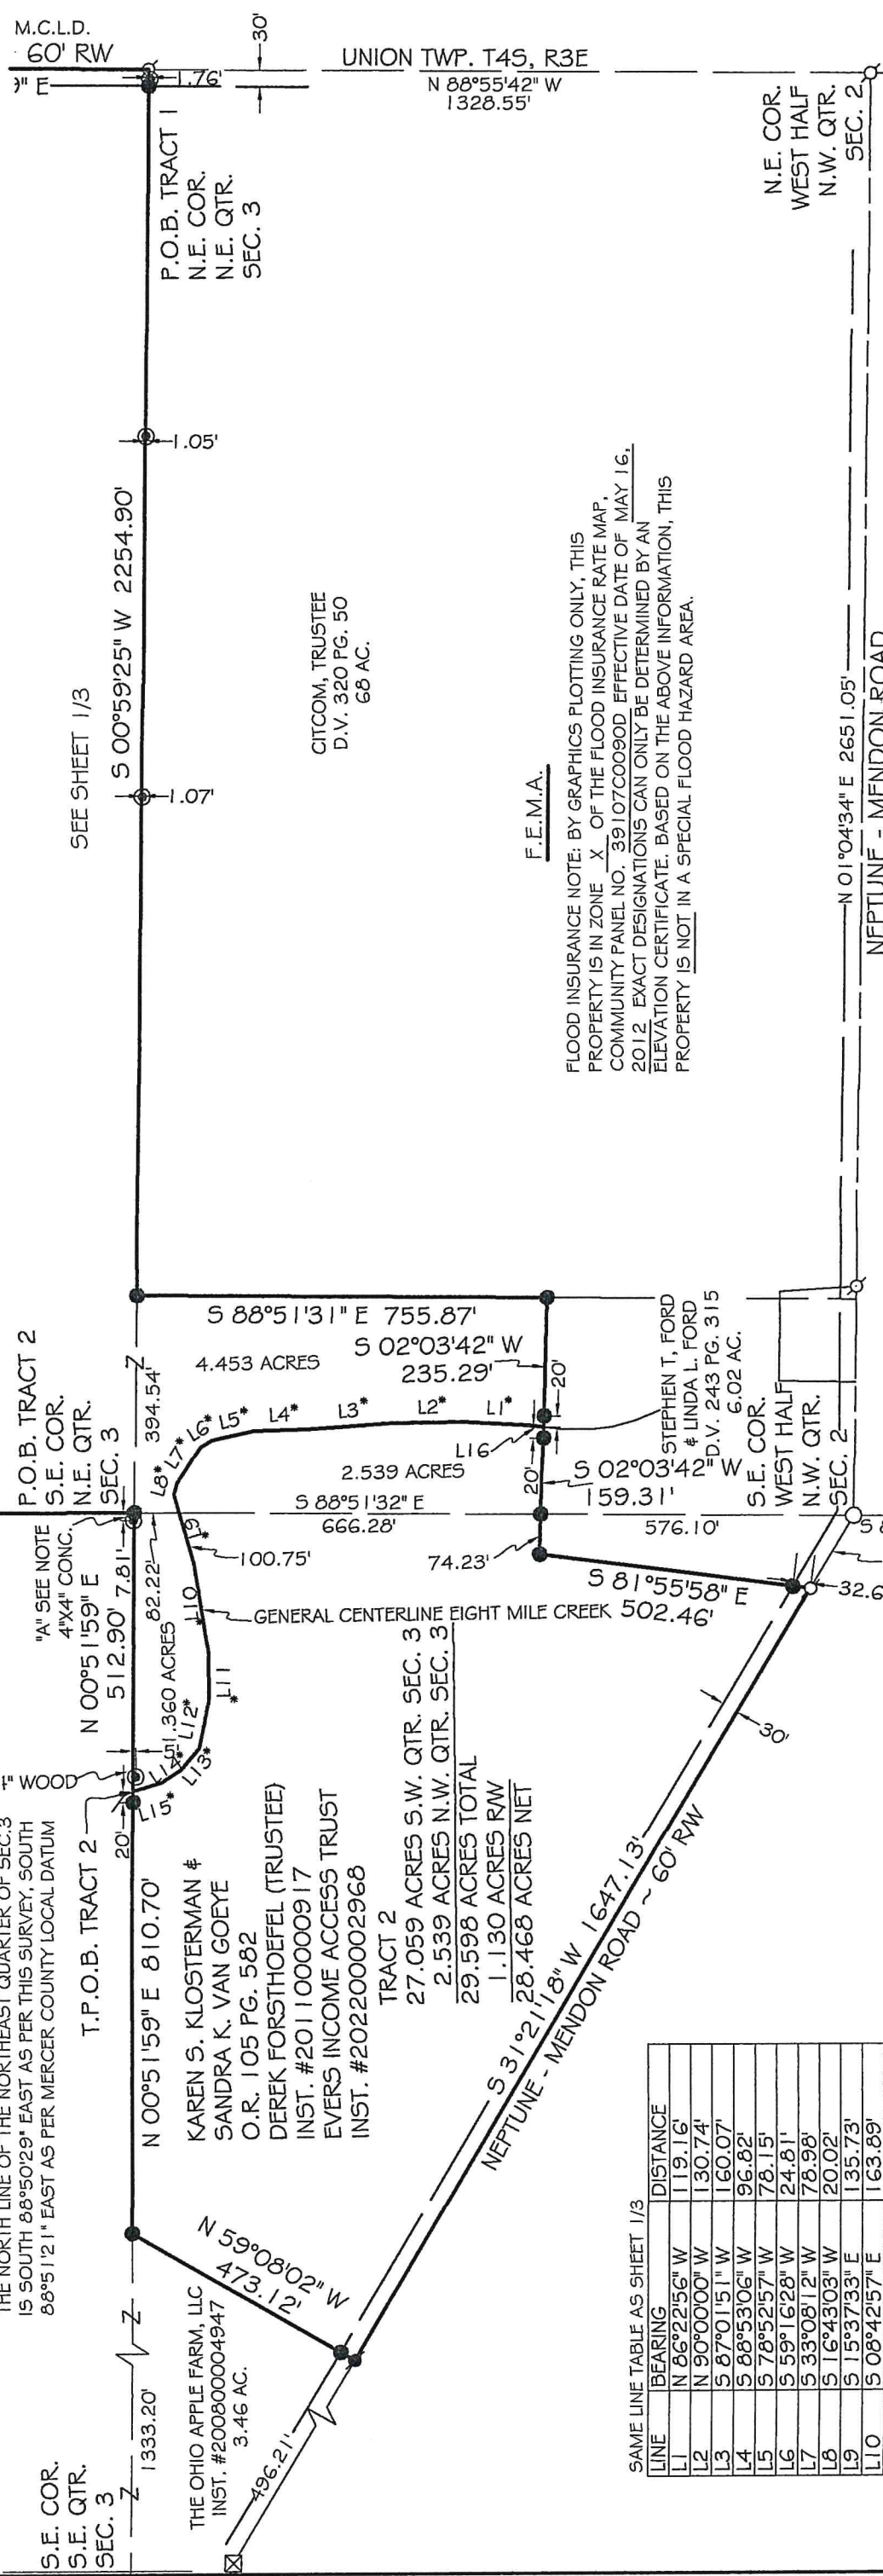 M.C.L.D.
60' RW
" E
1.76'
30'
UNION TWP. T4S, R3E
N 88°55'42" W
1328.55'
P.O.B. TRACT 1
N.E. COR.
N.E. QTR.
SEC. 3
N.E. COR.
WEST HALF
N.W. QTR.
SEC. 2
1.05'
SEE SHEET 1/3
S 00°59'25" W 2254.90'
1.07'
CITCOM, TRUSTEE
D.V. 320 PG. 50
68 AC.
F.E.M.A.
FLOOD INSURANCE NOTE: BY GRAPHICS PLOTTING ONLY, THIS
PROPERTY IS IN ZONE X OF THE FLOOD INSURANCE RATE MAP,
COMMUNITY PANEL NO. 39107C0090D EFFECTIVE DATE OF MAY 16,
2012 EXACT DESIGNATIONS CAN ONLY BE DETERMINED BY AN
ELEVATION CERTIFICATE. BASED ON THE ABOVE INFORMATION, THIS
PROPERTY IS NOT IN A SPECIAL FLOOD HAZARD AREA.
N 01°04'34" E 2651.05'
NEPTUNE - MENDON ROAD
P.O.B. TRACT 2
S.E. COR.
N.E. QTR.
SEC. 3
"A" SEE NOTE
4"X4" CONC.
N 00°51'59" E
512.90'
7.81'
82.22'
394.54'
Z
S 88°51'31" E 755.87'
4.453 ACRES
S 02°03'42" W
235.29'
20'
L8* L7* L6* L5* L4* L3* L2* L1*
L16
20'
2.539 ACRES
S 88°51'32" E
666.28'
S 02°03'42" W
159.31'
STEPHEN T, FORD
& LINDA L. FORD
D.V. 243 PG. 315
6.02 AC.
S.E. COR.
WEST HALF
N.W. QTR.
SEC. 2
576.10'
S 8
74.23'
S 81°55'58" E
502.46'
32.6
L9*
100.75'
L10*
GENERAL CENTERLINE EIGHT MILE CREEK
L11*
L12*
L13*
L14*
L15*
51.360 ACRES
" WOOD
20'
T.P.O.B. TRACT 2
THE NORTH LINE OF THE NORTHEAST QUARTER OF SEC.3
IS SOUTH 88°50'29" EAST AS PER THIS SURVEY, SOUTH
88°51'21" EAST AS PER MERCER COUNTY LOCAL DATUM
N 00°51'59" E 810.70'
KAREN S. KLOSTERMAN &
SANDRA K. VAN GOEYE
O.R. 105 PG. 582
DEREK FORSTHOEFEL (TRUSTEE)
INST. #201100000917
EVERS INCOME ACCESS TRUST
INST. #202200002968
TRACT 2
27.059 ACRES S.W. QTR. SEC. 3
2.539 ACRES N.W. QTR. SEC. 3
29.598 ACRES TOTAL
1.130 ACRES R/W
28.468 ACRES NET
30'
S 31°21'18" W 1647.13'
NEPTUNE - MENDON ROAD ~ 60' R/W
N 59°08'02" W
473.12'
S.E. COR.
S.E. QTR.
SEC. 3
Z
1333.20'
Z
THE OHIO APPLE FARM, LLC
INST. #200800004947
3.46 AC.
496.21'
SAME LINE TABLE AS SHEET 1/3
LINE BEARING DISTANCE
L1 N 86°22'56" W 119.16'
L2 N 90°00'00" W 130.74'
L3 S 87°01'51" W 160.07'
L4 S 88°53'06" W 96.82'
L5 S 78°52'57" W 78.15'
L6 S 59°16'28" W 24.81'
L7 S 33°08'12" W 78.98'
L8 S 16°43'03" W 20.02'
L9 S 15°37'33" E 135.73'
L10 S 08°42'57" E 163.89'